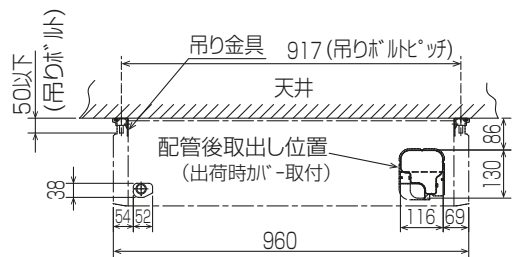 50以下
(吊りボルト)
吊り金具
917 (吊りボルトピッチ)
天井
配管後取出し位置
(出荷時カバー取付)
86
130
38
54
52
116
69
960